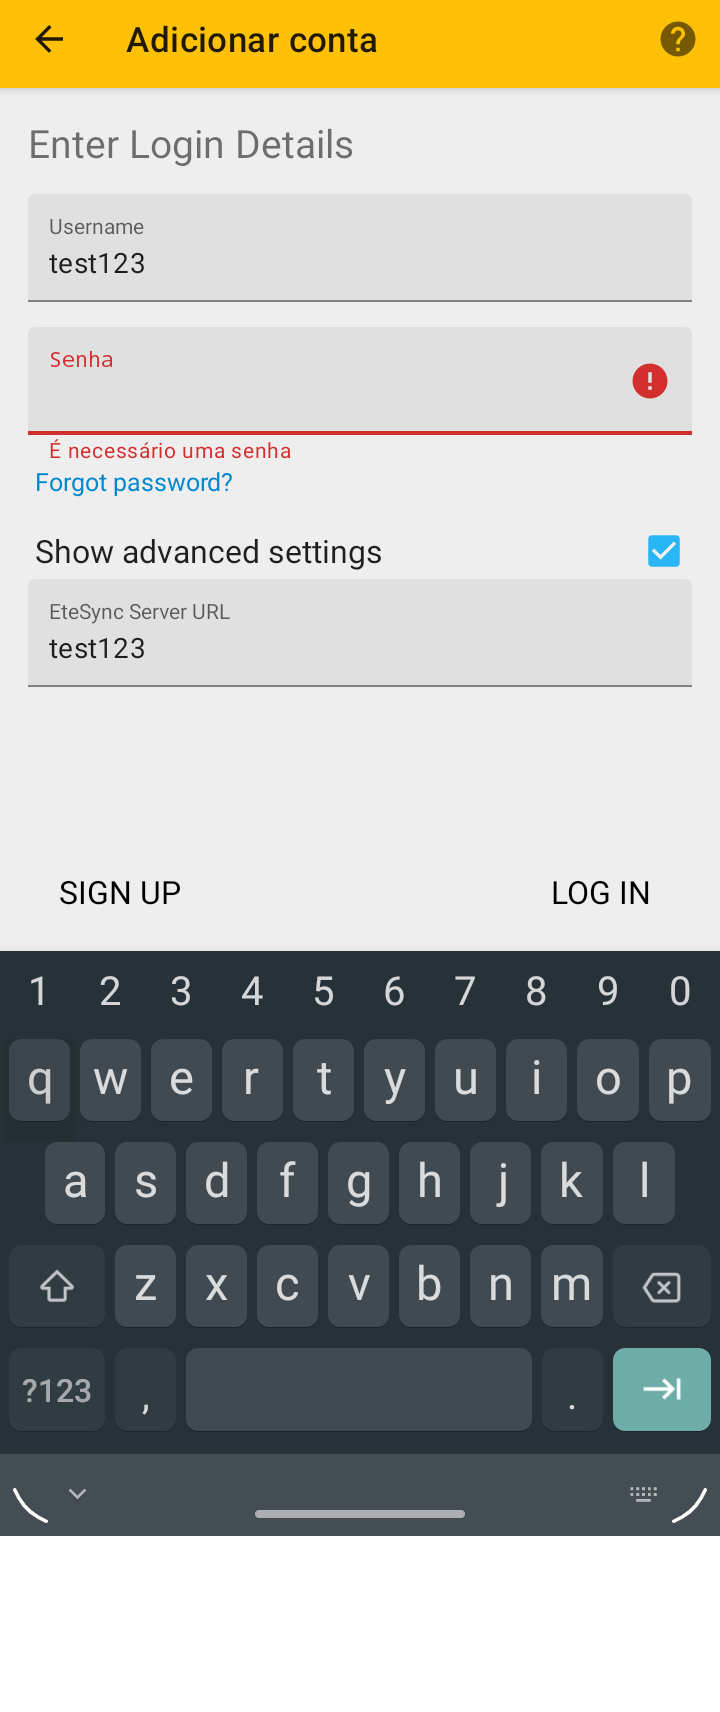 Adicionar conta
Enter Login Details
Username
test123
Senha
É necessário uma senha
Forgot password?
Show advanced settings
EteSync Server URL
test123
SIGN UP LOG IN
1 2 3 4 5 6 7 8 9 0
q w e r t y u i o p
a s d f g h j k l
z x c v b n m
?123 , .